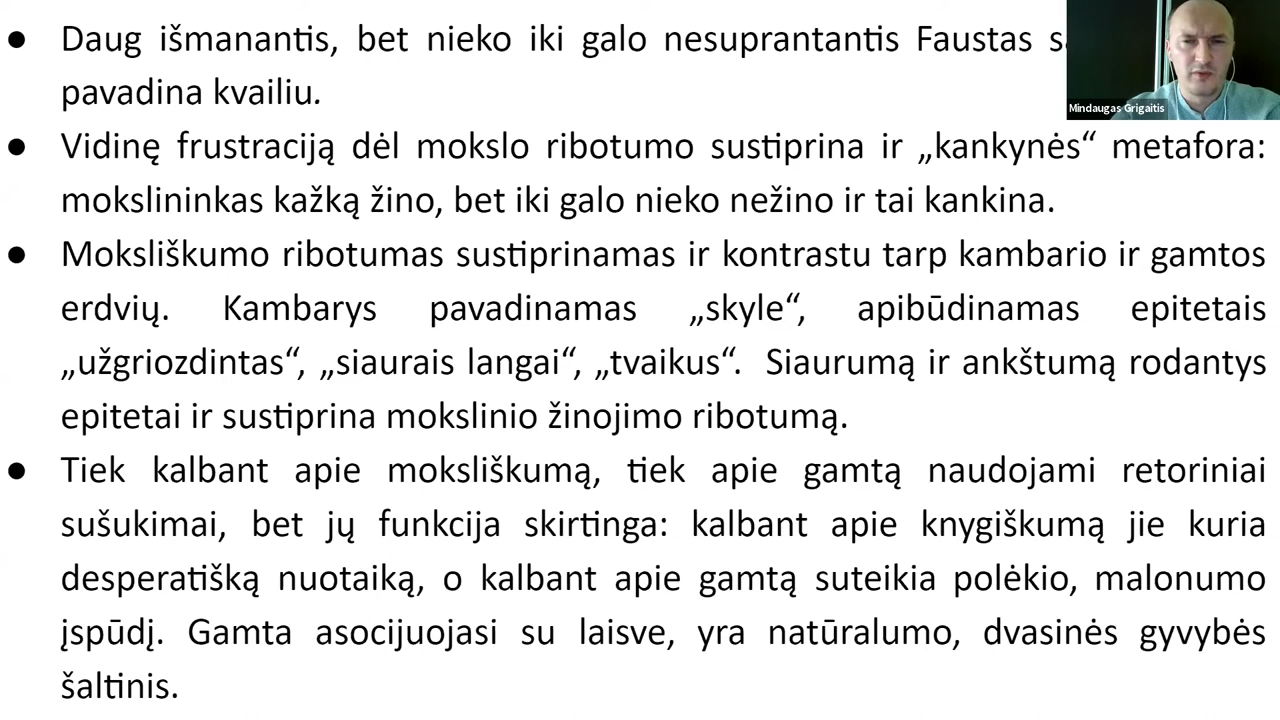 ● Daug išmanantis, bet nieko iki galo nesuprantantis Faustas
pavadina kvailiu.
Mindaugas Grigaitis
● Vidinę frustraciją dėl mokslo ribotumo sustiprina ir „kankynės“ metafora:
mokslininkas kažką žino, bet iki galo nieko nežino ir tai kankina.
● Moksliškumo ribotumas sustiprinamas ir kontrastu tarp kambario ir gamtos
erdvių. Kambarys pavadinamas „skyle“, apibūdinamas epitetais
„užgriozdintas“, „siaurais langai“, „tvaikus“. Siaurumą ir ankštumą rodantys
epitetai ir sustiprina mokslinio žinojimo ribotumą.
● Tiek kalbant apie moksliškumą, tiek apie gamtą naudojami retoriniai
sušukimai, bet jų funkcija skirtinga: kalbant apie knygiškumą jie kuria
desperatišką nuotaiką, o kalbant apie gamtą suteikia polėkio, malonumo
įspūdį. Gamta asocijuojasi su laisve, yra natūralumo, dvasinės gyvybės
šaltinis.